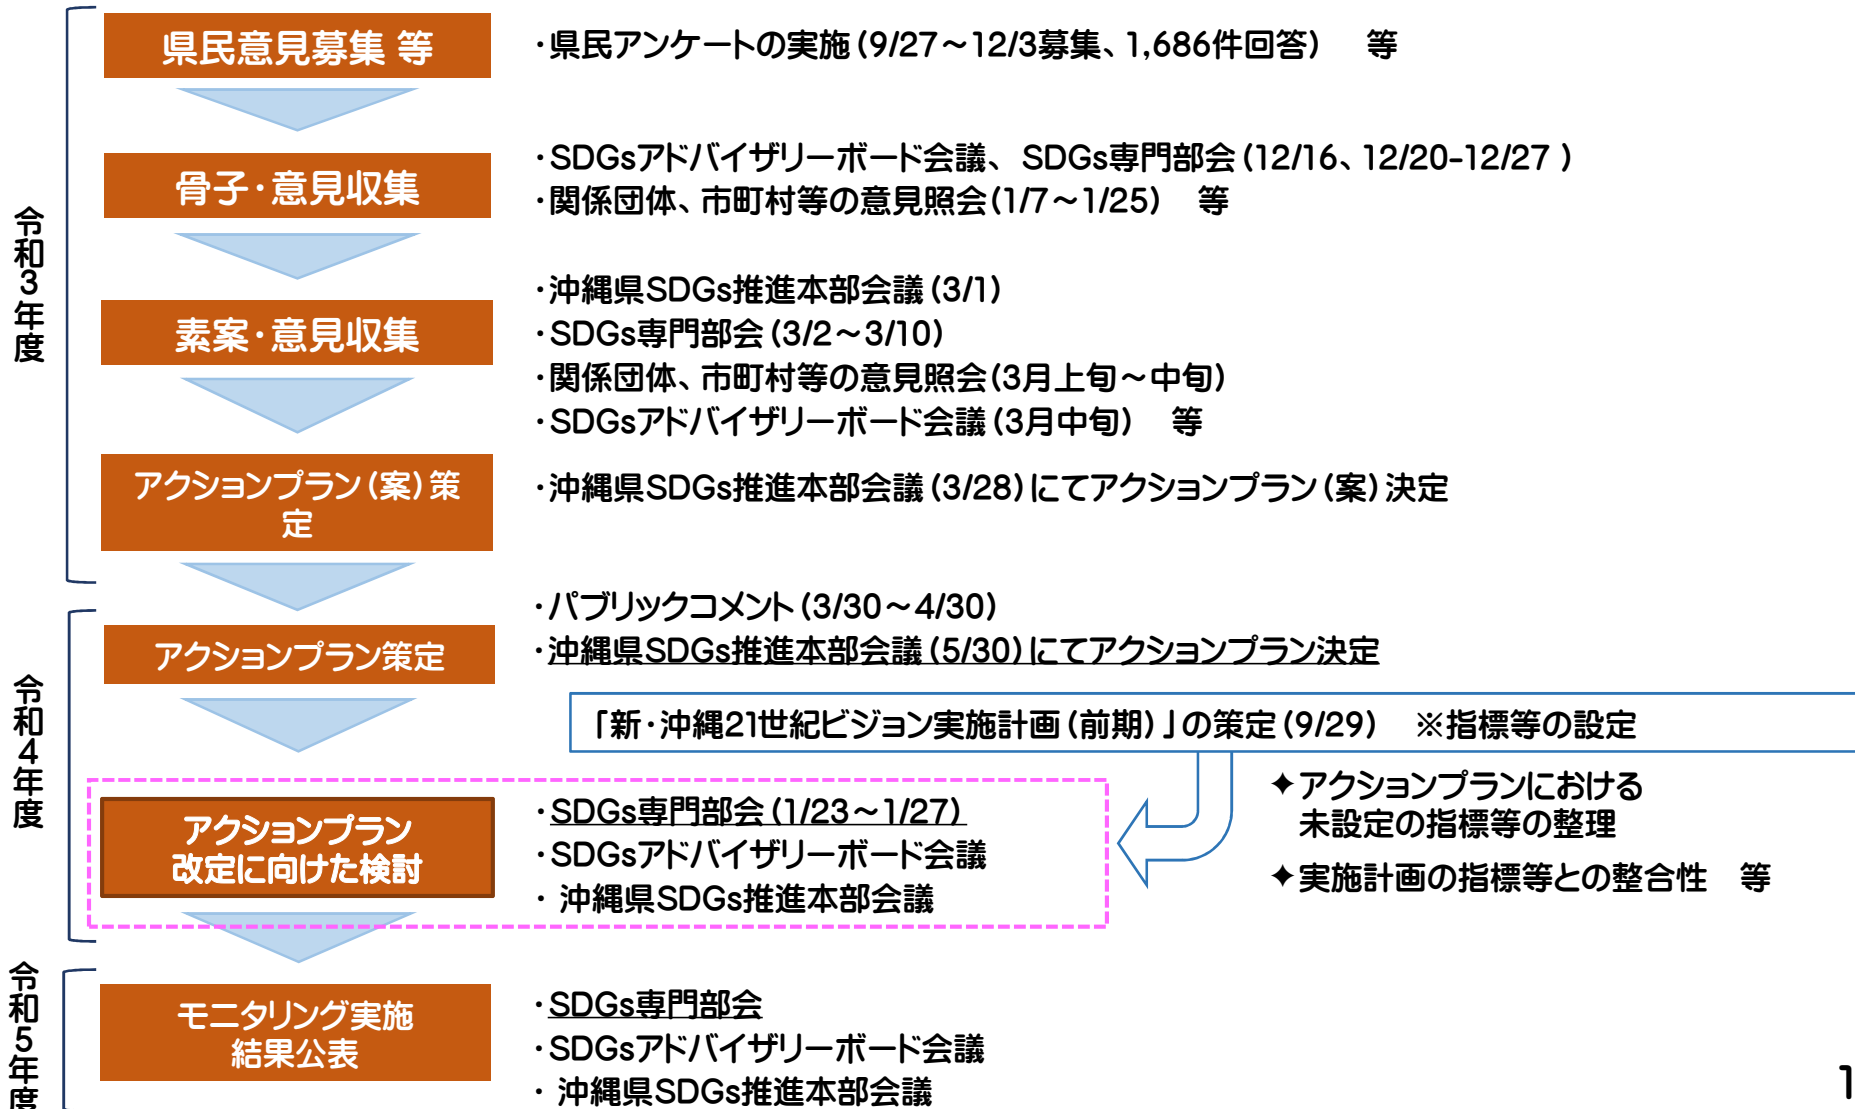 令和3年度
県民意見募集 等
・県民アンケートの実施(9/27～12/3募集、1,686件回答)　等
骨子・意見収集
・SDGsアドバイザリーボード会議、SDGs専門部会(12/16、12/20-12/27 )
・関係団体、市町村等の意見照会(1/7～1/25)　等
素案・意見収集
・沖縄県SDGs推進本部会議(3/1)
・SDGs専門部会(3/2～3/10)
・関係団体、市町村等の意見照会(3月上旬～中旬)
・SDGsアドバイザリーボード会議(3月中旬)　等
アクションプラン(案)策
定
・沖縄県SDGs推進本部会議(3/28)にてアクションプラン(案)決定
令和4年度
アクションプラン策定
・パブリックコメント(3/30～4/30)
・沖縄県SDGs推進本部会議(5/30)にてアクションプラン決定
「新・沖縄21世紀ビジョン実施計画(前期)」の策定(9/29)　※指標等の設定
✦アクションプランにおける
未設定の指標等の整理
✦実施計画の指標等との整合性　等
アクションプラン
改定に向けた検討
・SDGs専門部会(1/23～1/27)
・SDGsアドバイザリーボード会議
・ 沖縄県SDGs推進本部会議
令和5年度
モニタリング実施
結果公表
・SDGs専門部会
・SDGsアドバイザリーボード会議
・ 沖縄県SDGs推進本部会議
1